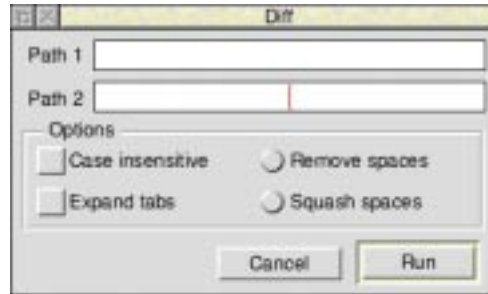 Diff
Path 1
Path 2
Options
Case insensitive Remove spaces
Expand tabs Squash spaces
Cancel Run